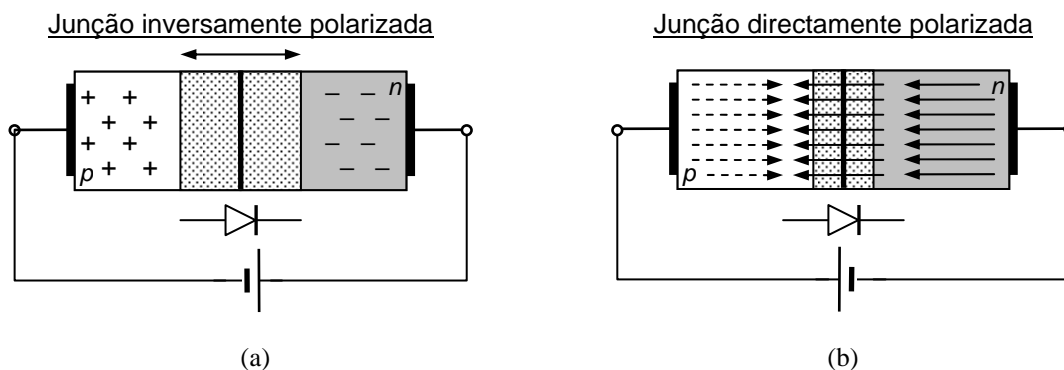 Junção inversamente polarizada
Junção directamente polarizada
+ + n − −
+ + −
+ + − −
p + + − −
n
p
(a)
(b)